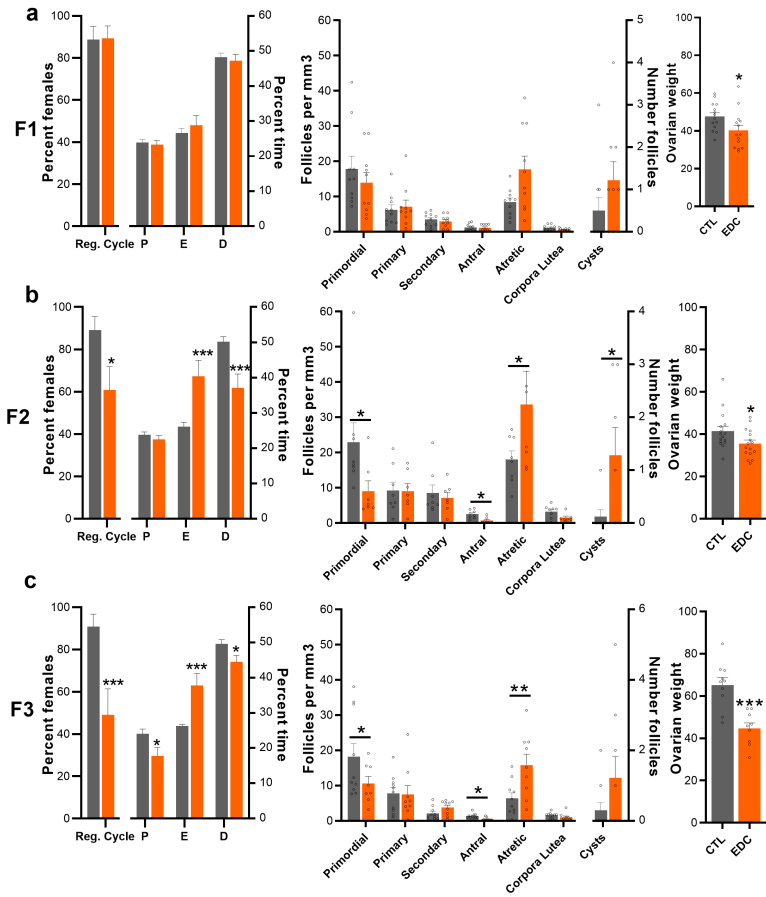 a
F1
Percent females
100
80
60
40
20
0
Reg. Cycle
P
E
D
60
50
40
30
20
10
0
Percent time
Follicles per mm3
60
50
40
30
20
10
0
Primordial
Primary
Secondary
Antral
Atretic
Corpora Lutea
Cysts
5
4
3
2
1
0
Number follicles
Ovarian weight
100
80
60
40
20
0
*
CTL
EDC
b
F2
Percent females
100
80
60
40
20
0
*
***
***
Reg. Cycle
P
E
D
60
50
40
30
20
10
0
Percent time
Follicles per mm3
60
50
40
30
20
10
0
*
*
*
*
Primordial
Primary
Secondary
Antral
Atretic
Corpora Lutea
Cysts
4
3
2
1
0
Number follicles
Ovarian weight
100
80
60
40
20
0
*
CTL
EDC
c
F3
Percent females
100
80
60
40
20
0
***
*
***
*
Reg. Cycle
P
E
D
60
50
40
30
20
10
0
Percent time
Follicles per mm3
60
50
40
30
20
10
0
*
*
**
Primordial
Primary
Secondary
Antral
Atretic
Corpora Lutea
Cysts
6
4
2
0
Number follicles
Ovarian weight
100
80
60
40
20
0
***
CTL
EDC